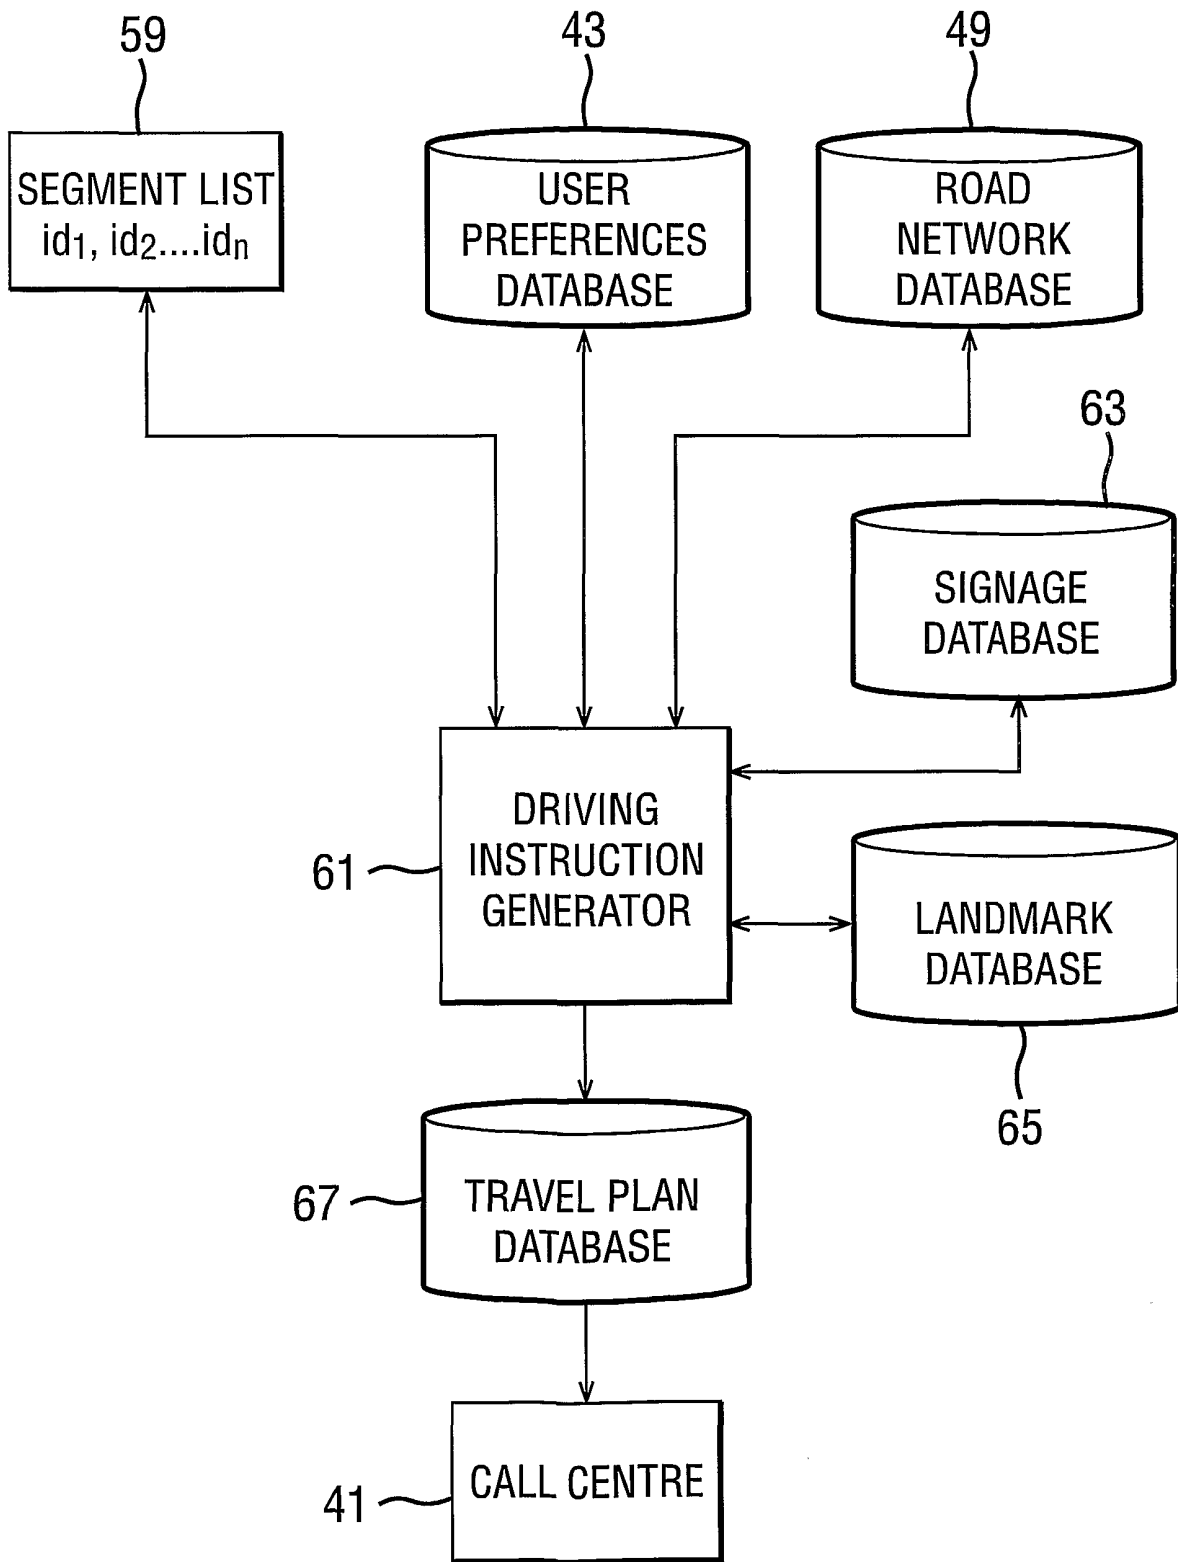 59
43
49
SEGMENT LIST
id1, id2....idn
USER
PREFERENCES
DATABASE
ROAD
NETWORK
DATABASE
63
SIGNAGE
DATABASE
61
DRIVING
INSTRUCTION
GENERATOR
LANDMARK
DATABASE
65
67
TRAVEL PLAN
DATABASE
41
CALL CENTRE